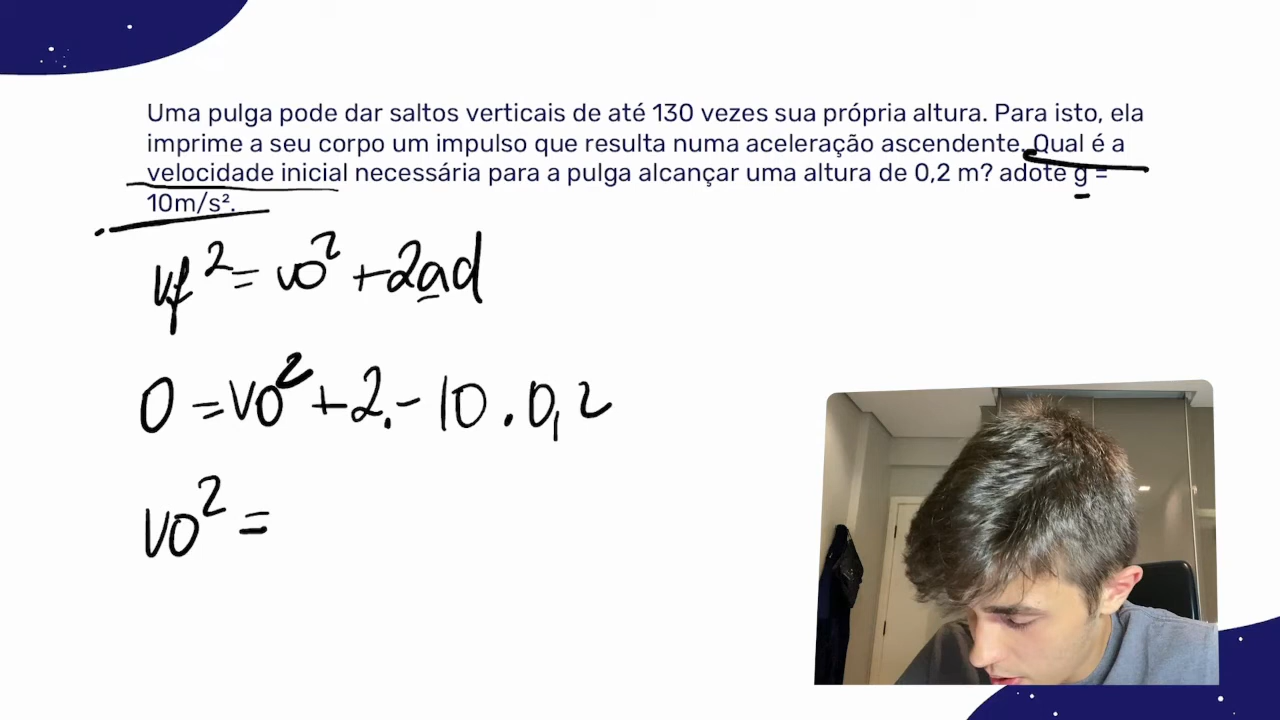 Uma pulga pode dar saltos verticais de até 130 vezes sua própria altura. Para isto, ela
imprime a seu corpo um impulso que resulta numa aceleração ascendente. Qual é a
velocidade inicial necessária para a pulga alcançar uma altura de 0,2 m? adote g =
10m/s².
vf² = vo² + 2ad
0 = vo² + 2.-10.0,2
vo² =